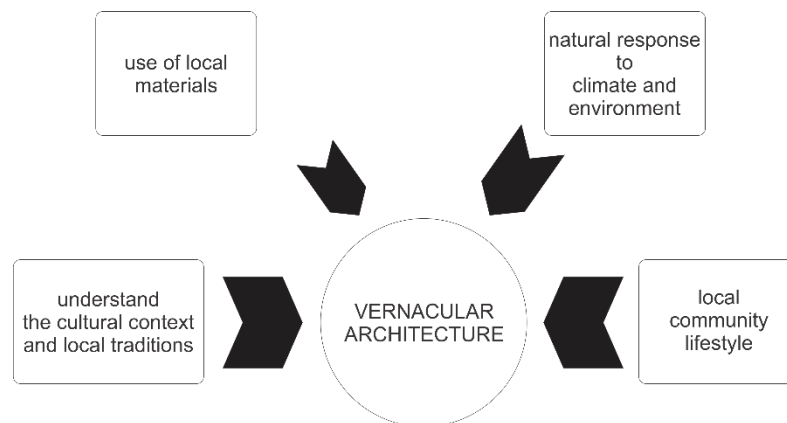 use of local
materials
natural response
to
climate and
environment
understand
the cultural context
and local traditions
VERNACULAR
ARCHITECTURE
local
community
lifestyle